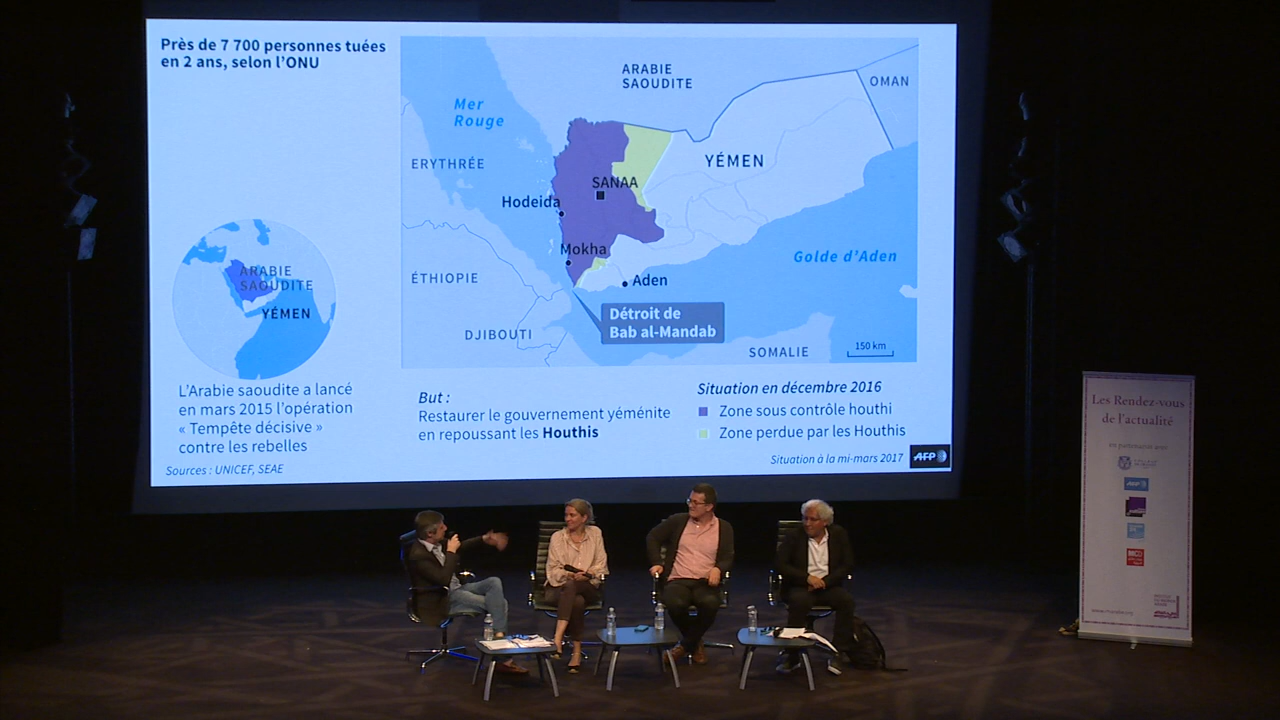 Près de 7 700 personnes tuées
en 2 ans, selon l'ONU
ARABIE
SAOUDITE
OMAN
Mer
Rouge
ERYTHRÉE
YÉMEN
SANAA
Hodeida
Mokha
Golde d'Aden
ÉTHIOPIE
Aden
Détroit de
Bab al-Mandab
DJIBOUTI
SOMALIE
150 km
ARABIE
SAOUDITE
YÉMEN
L'Arabie saoudite a lancé
en mars 2015 l'opération
« Tempête décisive »
contre les rebelles
Sources : UNICEF, SEAE
But :
Restaurer le gouvernement yéménite
en repoussant les Houthis
Situation en décembre 2016
Zone sous contrôle houthi
Zone perdue par les Houthis
Situation à la mi-mars 2017
AFP
Les Rendez-vous
de l'actualité
en partenariat avec
AFP